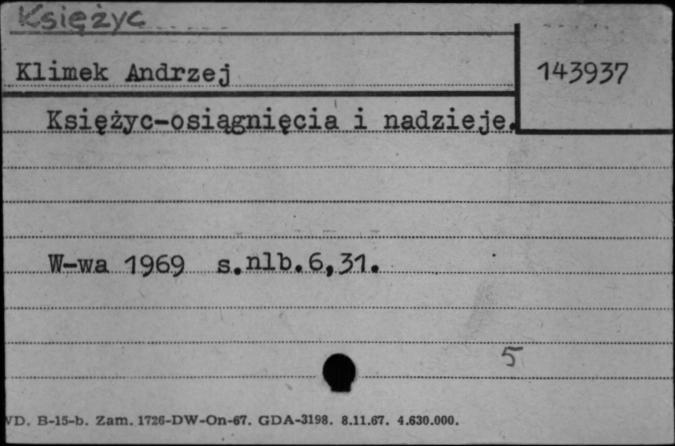 Księżyc
Klimek Andrzej
143937
Księżyc-osiągnięcia i nadzieje.
W-wa 1969 s.nlb.6,31.
5
VD. B-15-b. Zam. 1726-DW-On-67. GDA-3198. 8.11.67. 4.630.000.